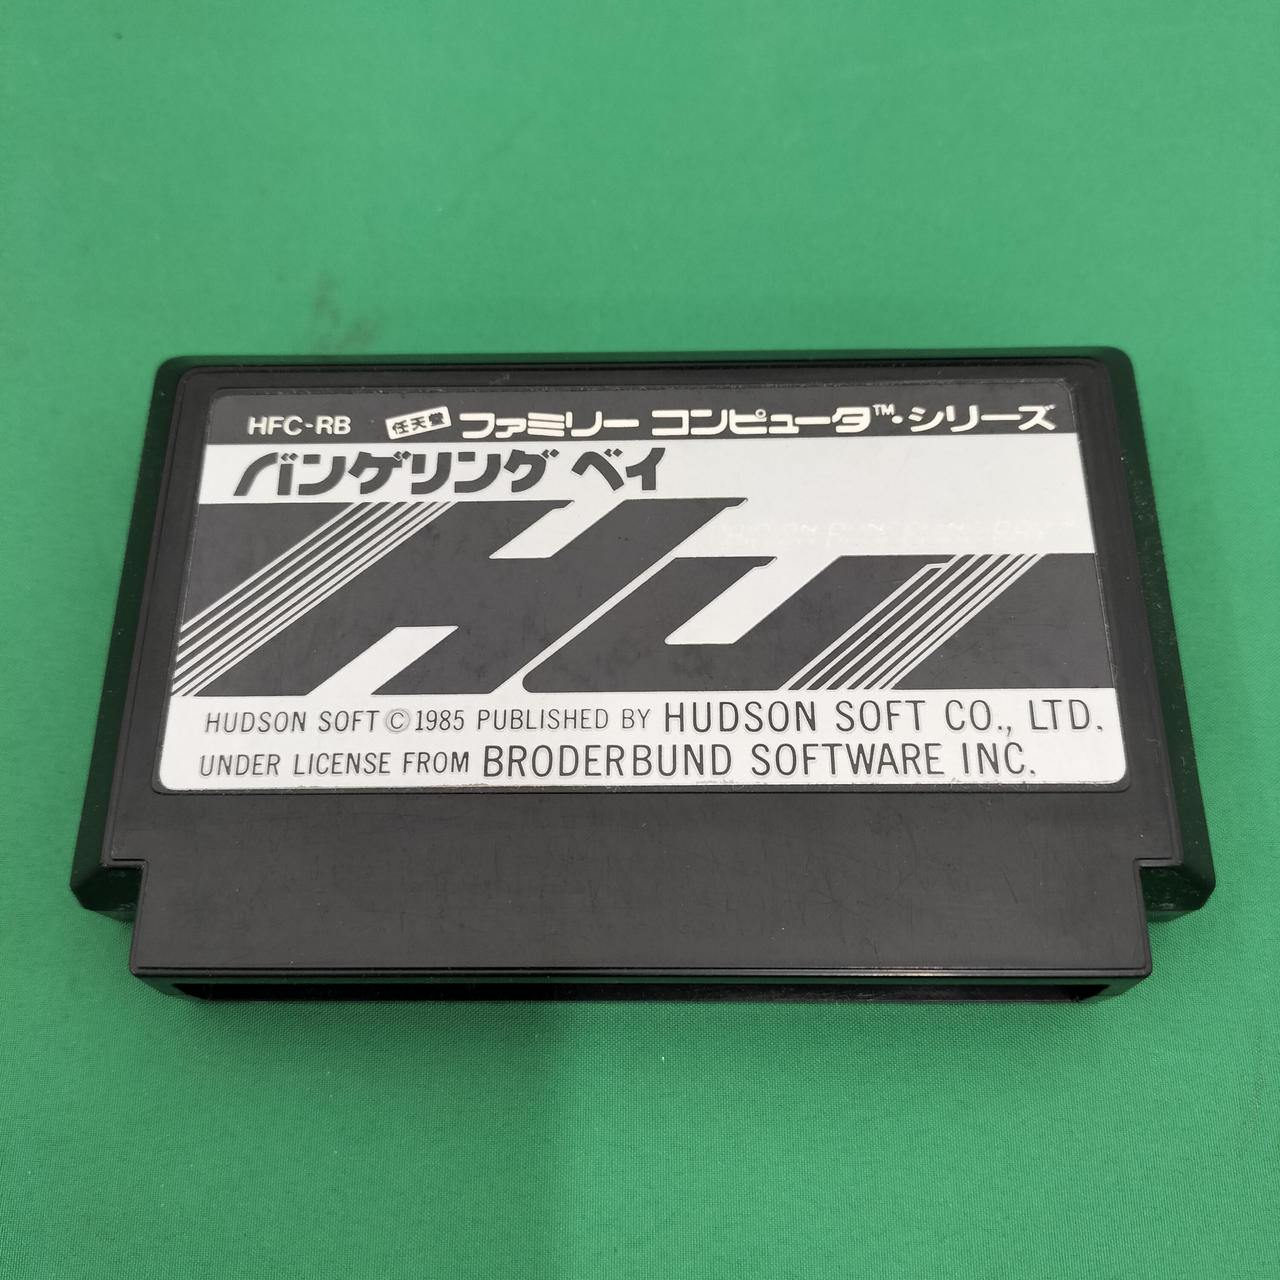 HFC-RB 任天堂 ファミリー コンピュータ™・シリーズ
バンゲリング ベイ
HU
HUDSON SOFT © 1985 PUBLISHED BY HUDSON SOFT CO., LTD.
UNDER LICENSE FROM BRODERBUND SOFTWARE INC.